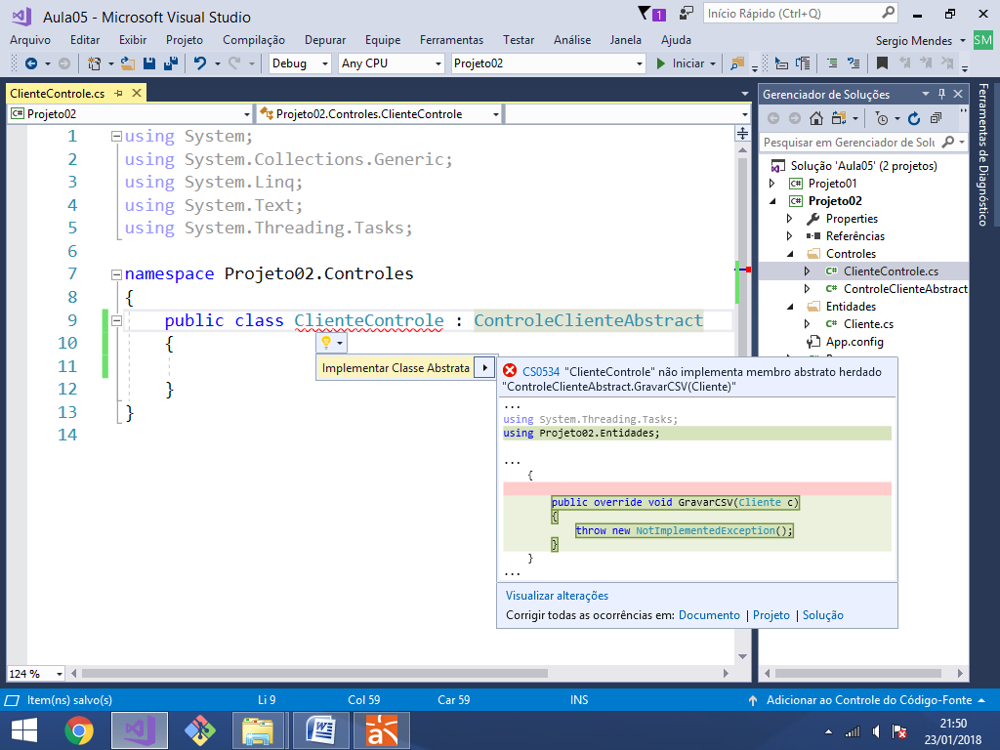 Aula05 - Microsoft Visual Studio
1
Início Rápido (Ctrl+Q)
Arquivo Editar Exibir Projeto Compilação Depurar Equipe Ferramentas Testar Análise Janela Ajuda
Sergio Mendes SM
Debug Any CPU Projeto02 Iniciar
ClienteControle.cs
Projeto02 Projeto02.Controles.ClienteControle
1 using System;
2 using System.Collections.Generic;
3 using System.Linq;
4 using System.Text;
5 using System.Threading.Tasks;
6
7 namespace Projeto02.Controles
8 {
9 public class ClienteControle : ControleClienteAbstract
10 {
11
12 }
13 }
14
Implementar Classe Abstrata
CS0534 "ClienteControle" não implementa membro abstrato herdado
"ControleClienteAbstract.GravarCSV(Cliente)"
...
using System.Threading.Tasks;
using Projeto02.Entidades;
...
{
public override void GravarCSV(Cliente c)
{
throw new NotImplementedException();
}
}
...
Visualizar alterações
Corrigir todas as ocorrências em: Documento | Projeto | Solução
Gerenciador de Soluções
Pesquisar em Gerenciador de Solu
Solução 'Aula05' (2 projetos)
C# Projeto01
C# Projeto02
Properties
Referências
Controles
C# ClienteControle.cs
C# ControleClienteAbstract
Entidades
C# Cliente.cs
App.config
Ferramentas de Diagnóstico
124 %
Item(ns) salvo(s) Li 9 Col 59 Car 59 INS Adicionar ao Controle do Código-Fonte
21:50
23/01/2018